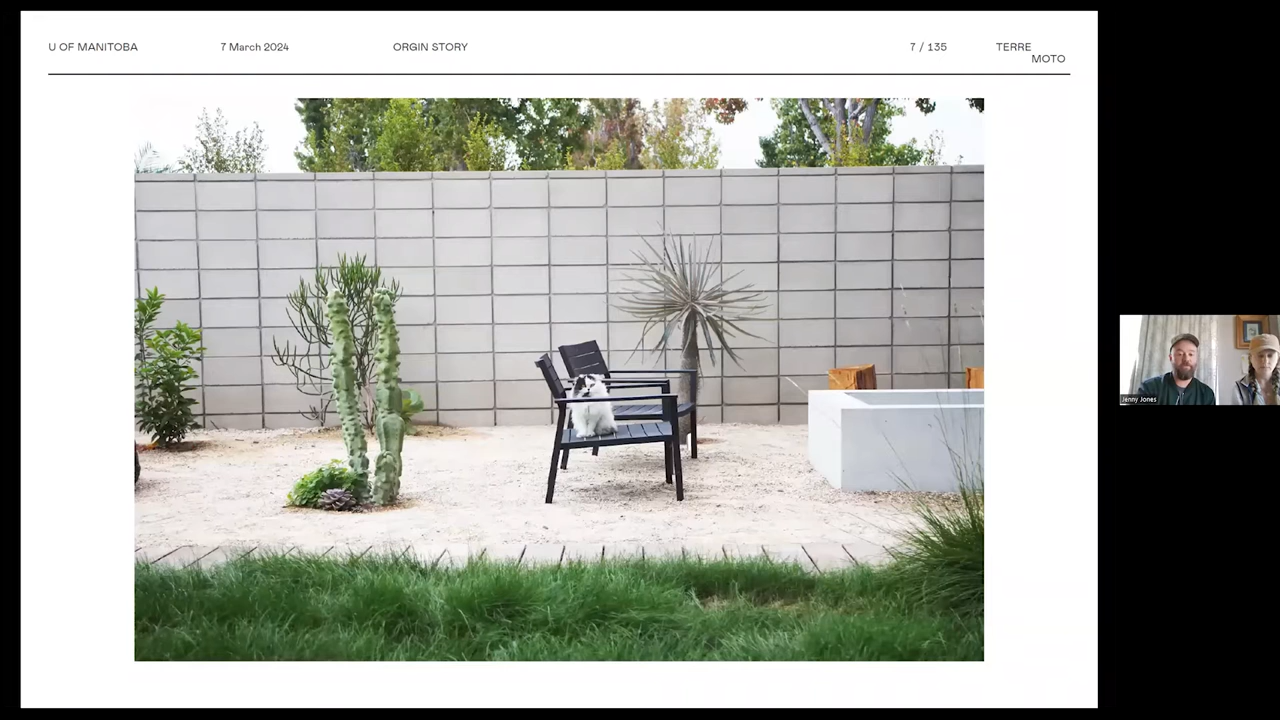 U OF MANITOBA
7 March 2024
ORGIN STORY
7 / 135
TERRE
MOTO
Jenny Jones